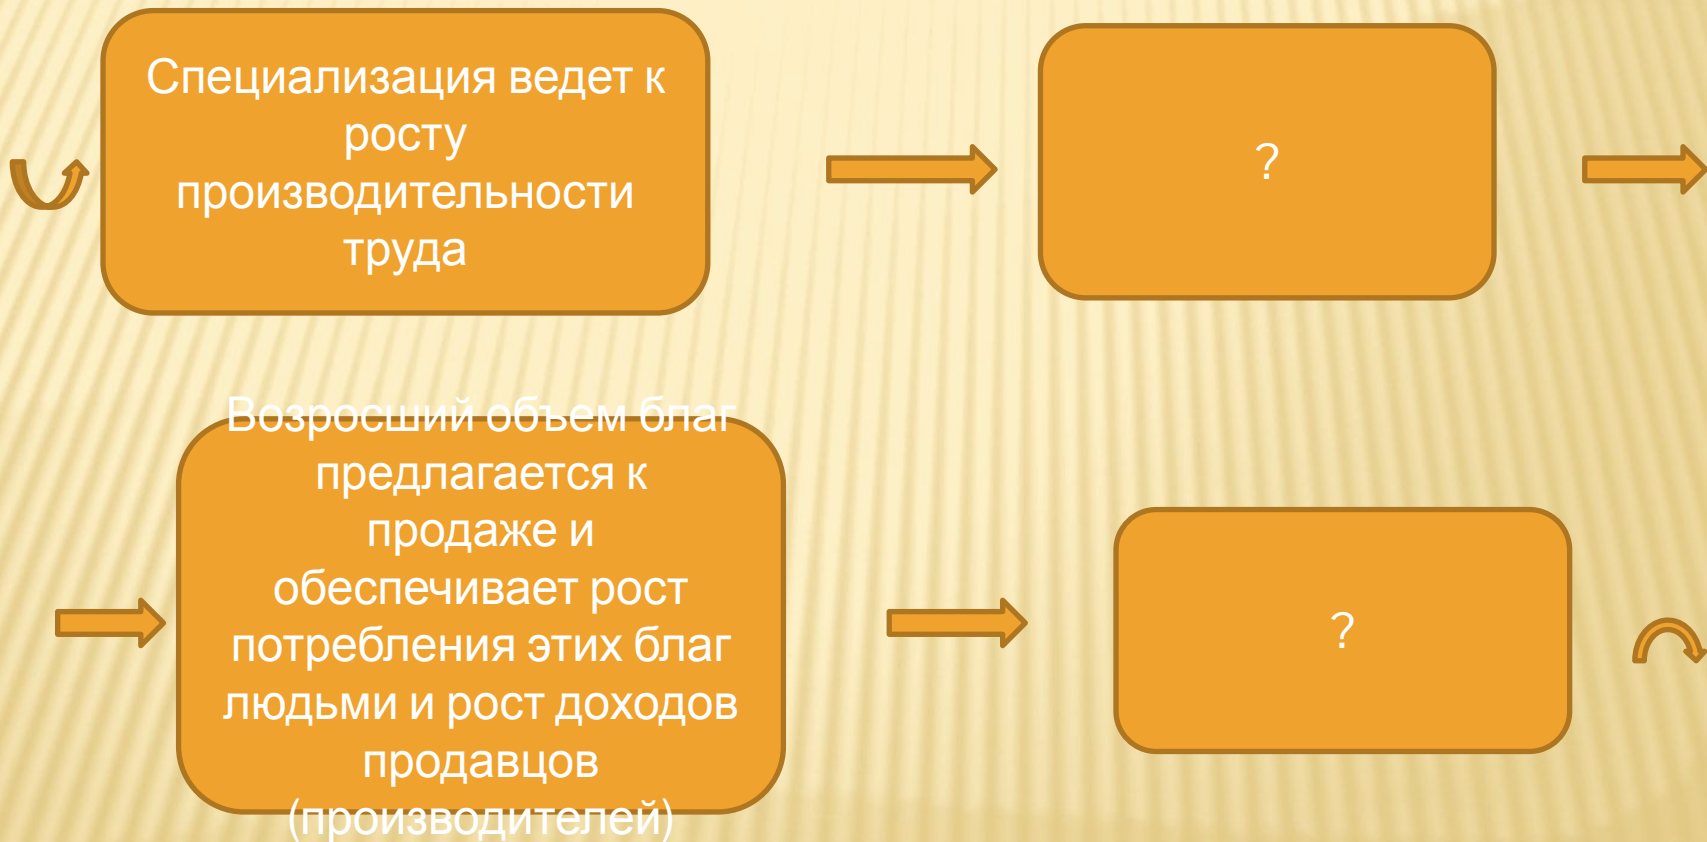 Специализация ведет к
росту
производительности
труда
?
Возросший объем благ
предлагается к
продаже и
обеспечивает рост
потребления этих благ
людьми и рост доходов
продавцов
(производителей)
?